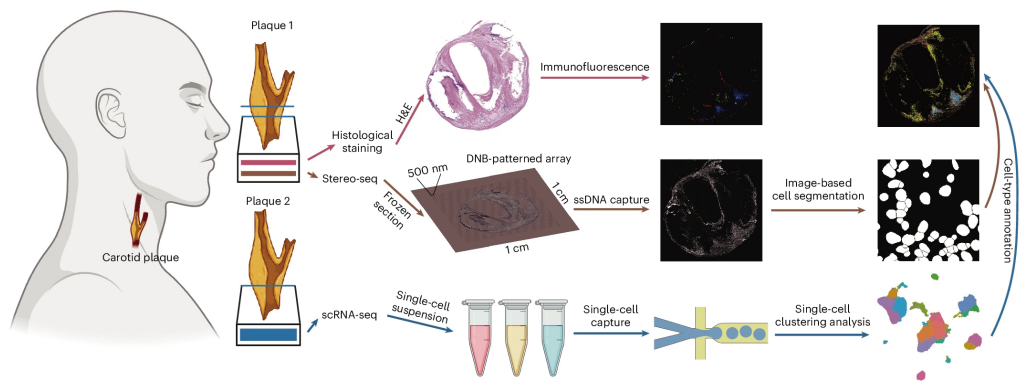 Plaque 1
Immunofluorescence
H&E
Histological
staining
Stereo-seq
Frozen
section
500 nm
DNB-patterned array
1 cm
1 cm
ssDNA capture
Image-based
cell segmentation
Cell-type annotation
Carotid plaque
Plaque 2
scRNA-seq
Single-cell
suspension
Single-cell
capture
Single-cell
clustering analysis